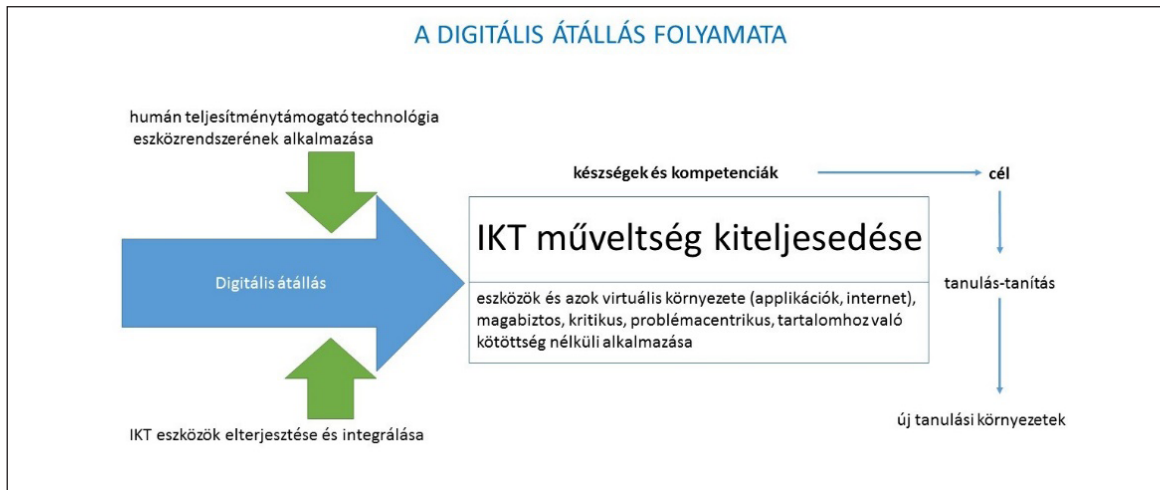 A DIGITÁLIS ÁTÁLLÁS FOLYAMATA
humán teljesítménytámogató technológia
eszközrendszerének alkalmazása
készségek és kompetenciák
cél
IKT műveltség kiteljesedése
Digitális átállás
eszközök és azok virtuális környezete (applikációk, internet),
magabiztos, kritikus, problémacentrikus, tartalomhoz való
kötöttség nélküli alkalmazása
tanulás-tanítás
új tanulási környezetek
IKT eszközök elterjesztése és integrálása